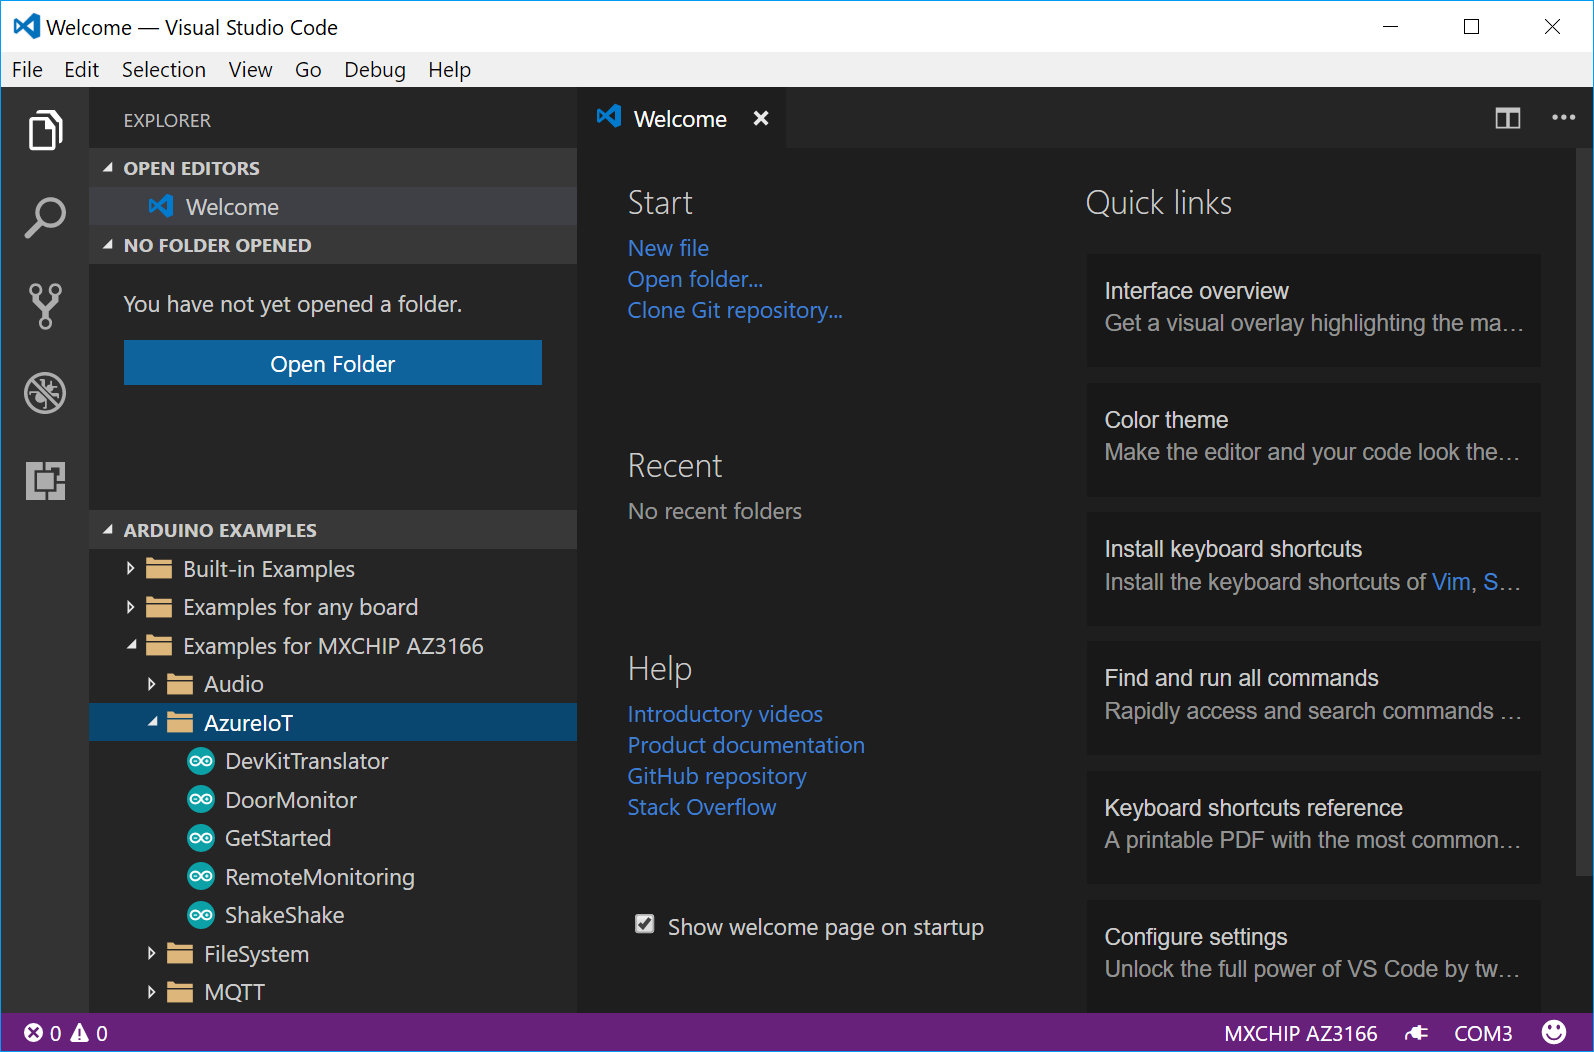 Welcome — Visual Studio Code
File Edit Selection View Go Debug Help
EXPLORER
OPEN EDITORS
Welcome
NO FOLDER OPENED
You have not yet opened a folder.
Open Folder
ARDUINO EXAMPLES
Built-in Examples
Examples for any board
Examples for MXCHIP AZ3166
Audio
AzureIoT
DevKitTranslator
DoorMonitor
GetStarted
RemoteMonitoring
ShakeShake
FileSystem
MQTT
Welcome
Start
New file
Open folder...
Clone Git repository...
Recent
No recent folders
Help
Introductory videos
Product documentation
GitHub repository
Stack Overflow
Show welcome page on startup
Quick links
Interface overview
Get a visual overlay highlighting the ma...
Color theme
Make the editor and your code look the...
Install keyboard shortcuts
Install the keyboard shortcuts of Vim, S...
Find and run all commands
Rapidly access and search commands ...
Keyboard shortcuts reference
A printable PDF with the most common...
Configure settings
Unlock the full power of VS Code by tw...
0 0
MXCHIP AZ3166 COM3